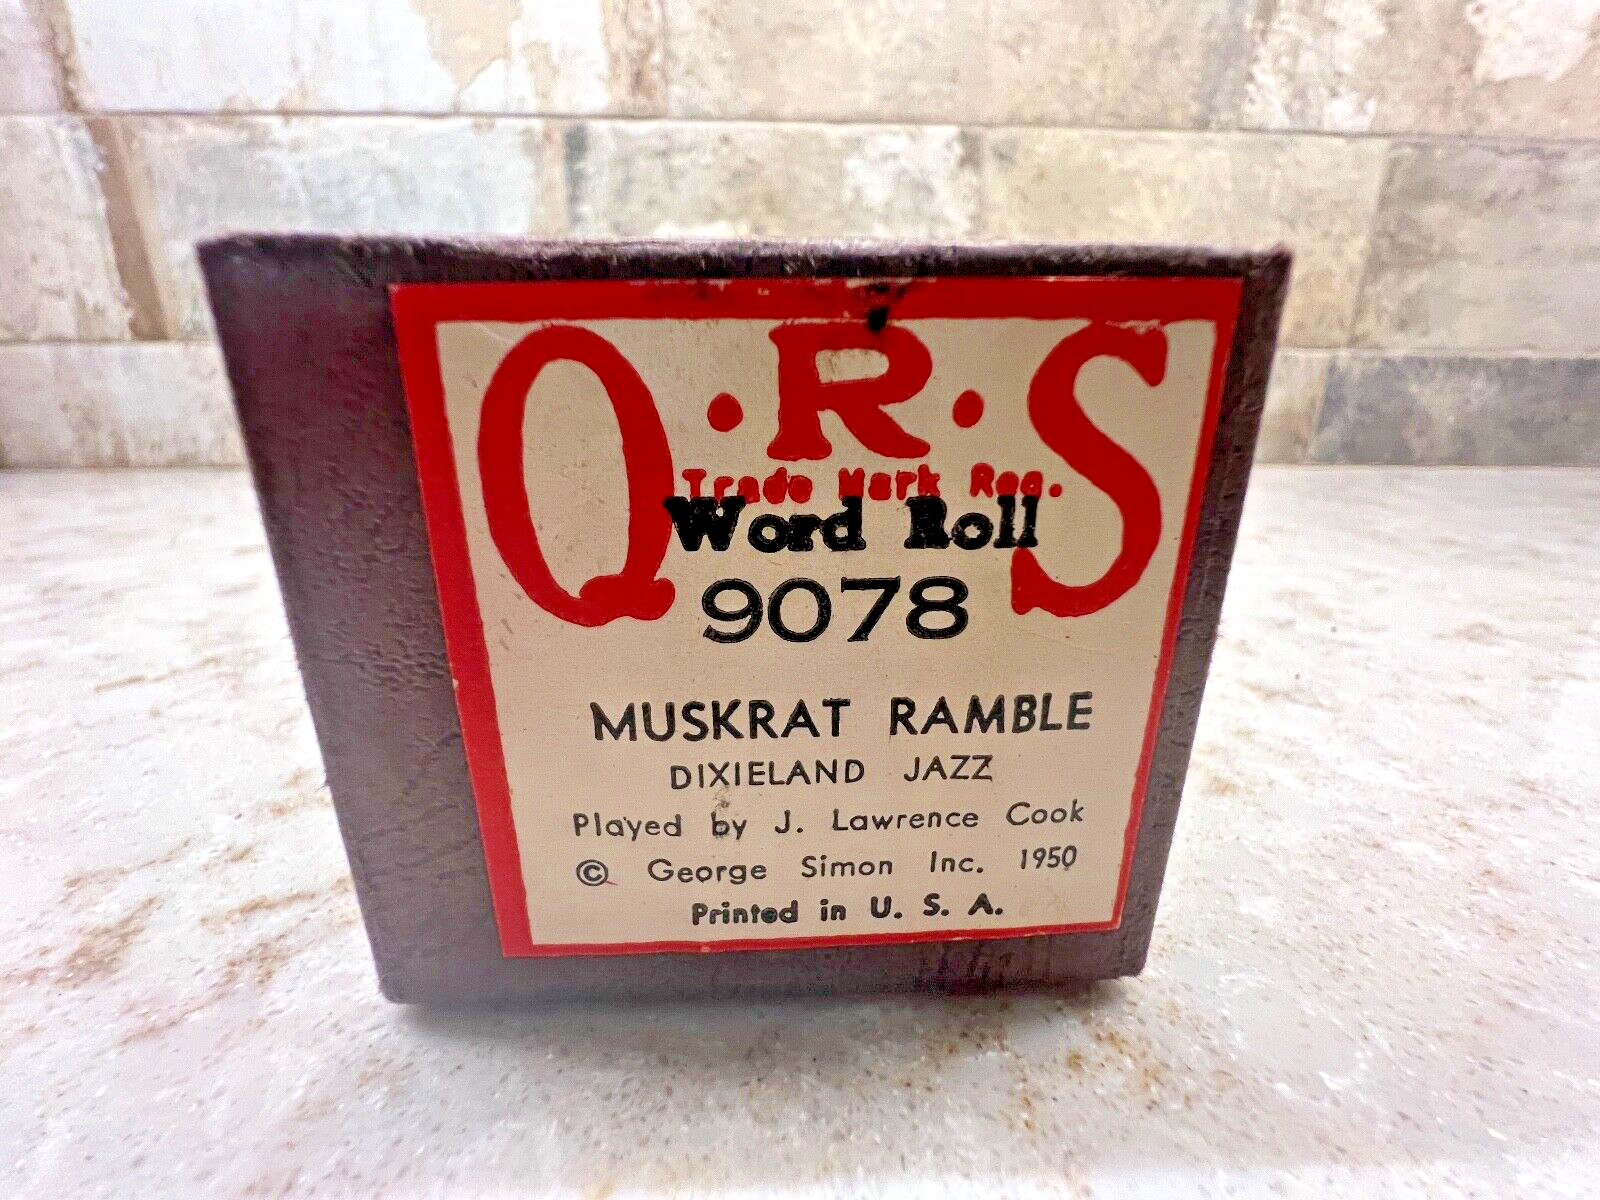 Q·R·S
Trade Mark Reg.
Word Roll
9078
MUSKRAT RAMBLE
DIXIELAND JAZZ
Played by J. Lawrence Cook
© George Simon Inc. 1950
Printed in U. S. A.